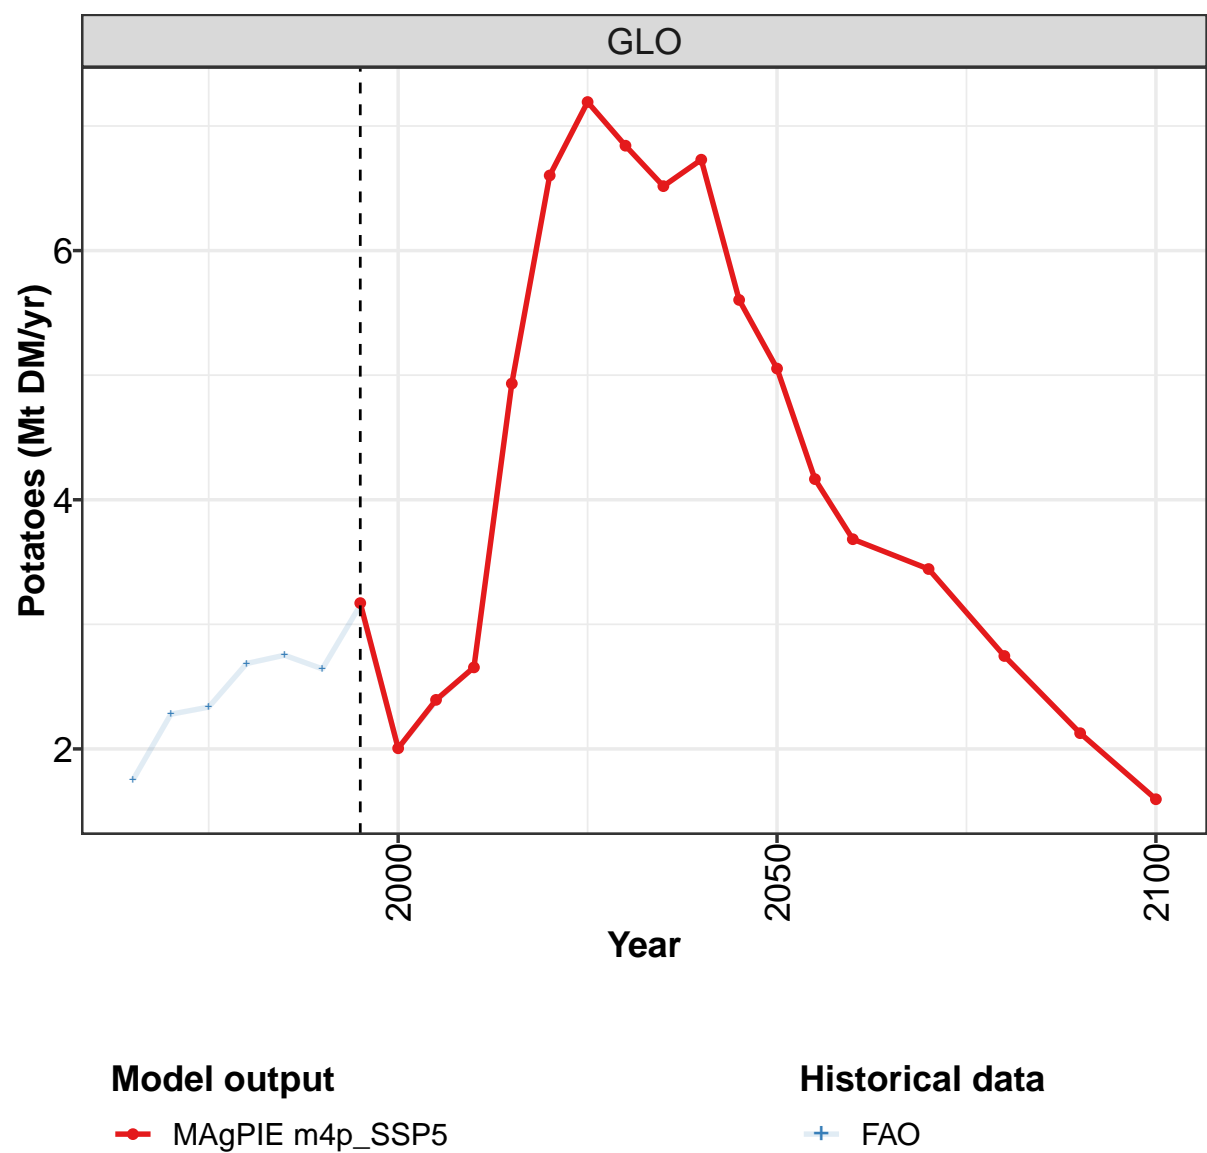 GLO
Potatoes (Mt DM/yr)
6
4
2
2000
2050
2100
Year
Model output
MAgPIE m4p_SSP5
Historical data
FAO